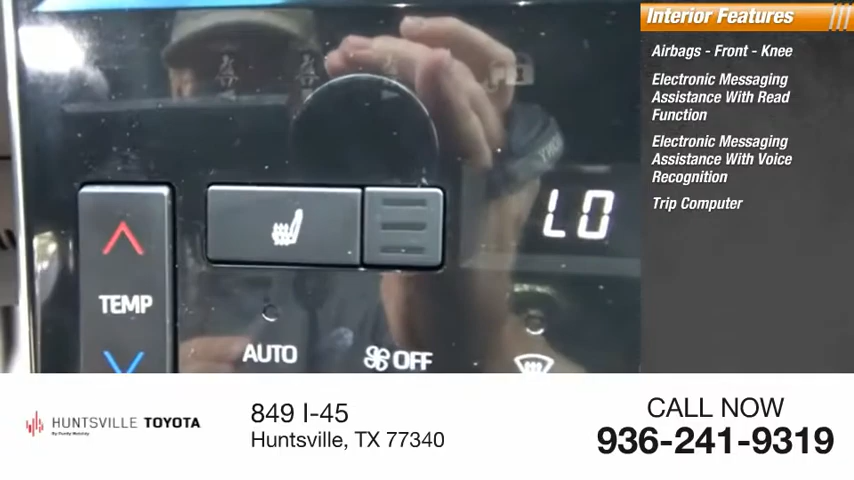 Interior Features
Airbags - Front - Knee
Electronic Messaging
Assistance With Read
Function
Electronic Messaging
Assistance With Voice
Recognition
Trip Computer
LO
TEMP
AUTO
OFF
HUNTSVILLE TOYOTA
849 I-45
Huntsville, TX 77340
CALL NOW
936-241-9319